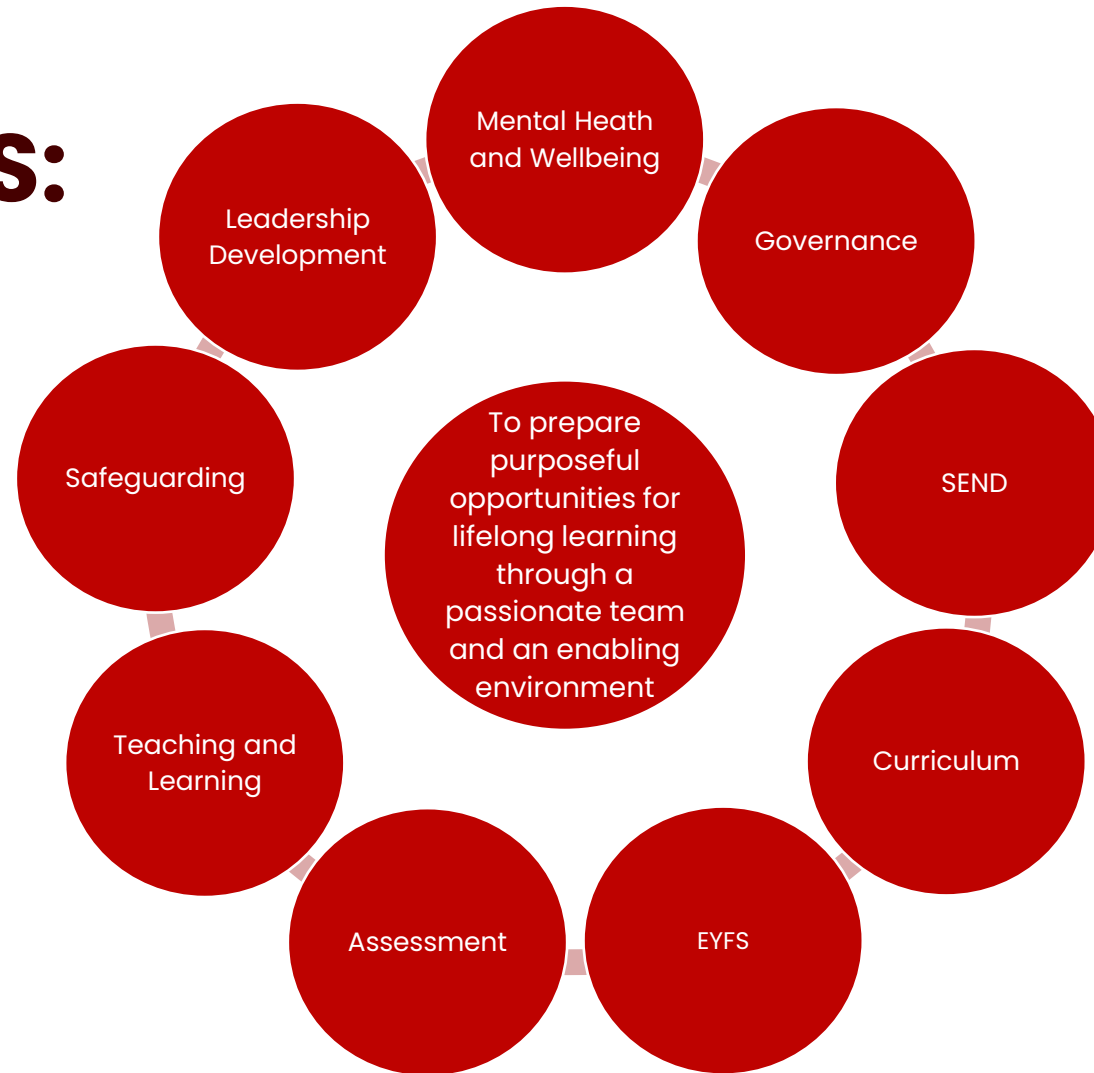 S:
Mental Heath
and Wellbeing
Governance
SEND
Curriculum
EYFS
Assessment
Teaching and
Learning
Safeguarding
Leadership
Development
To prepare
purposeful
opportunities for
lifelong learning
through a
passionate team
and an enabling
environment